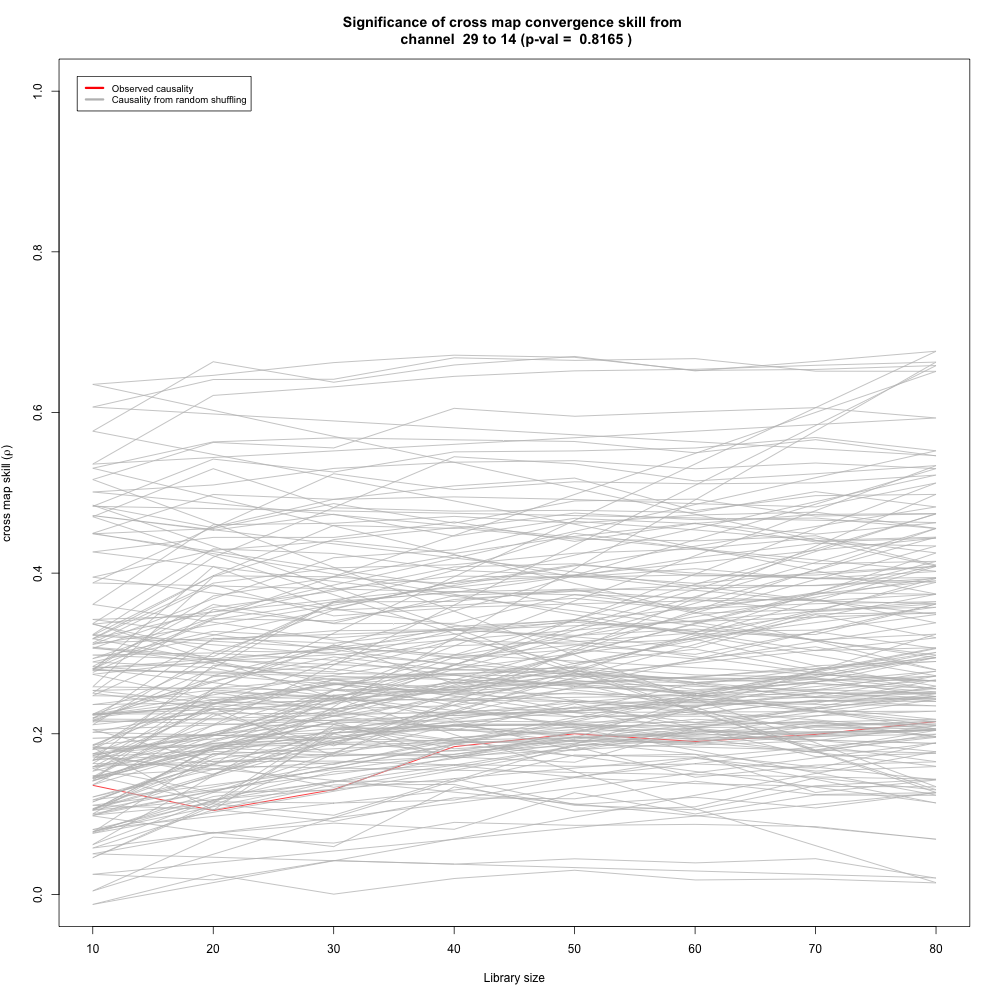 Significance of cross map convergence skill from
channel  29 to 14 (p-val =  0.8165 )
Observed causality
Causality from random shuffling
1.0
0.8
0.6
0.4
0.2
0.0
cross map skill (ρ)
10 20 30 40 50 60 70 80
Library size